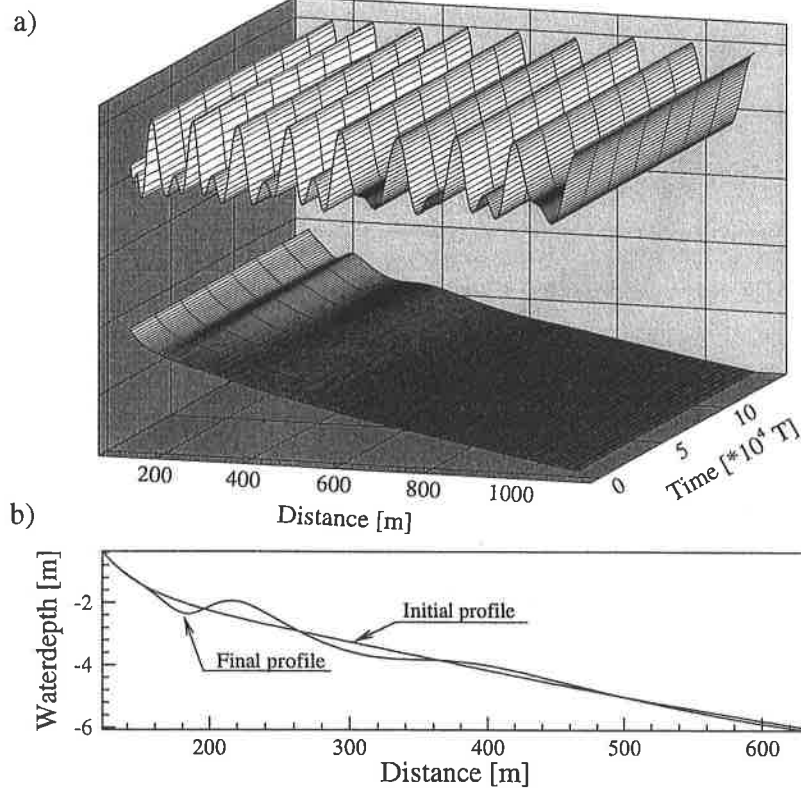 a)
200
400
600
800
1000
Distance [m]
0
5
10
Time [*10⁴ T]
b)
Waterdepth [m]
-2
-4
-6
Initial profile
Final profile
200
300
400
500
600
Distance [m]